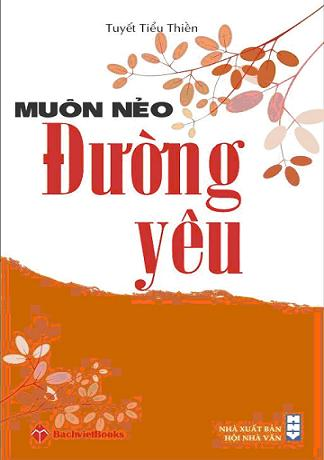 Tuyết Tiểu Thiền
MUÔN NẺO
Đường
yêu
BachvietBooks
NHÀ XUẤT BẢN
HỘI NHÀ VĂN